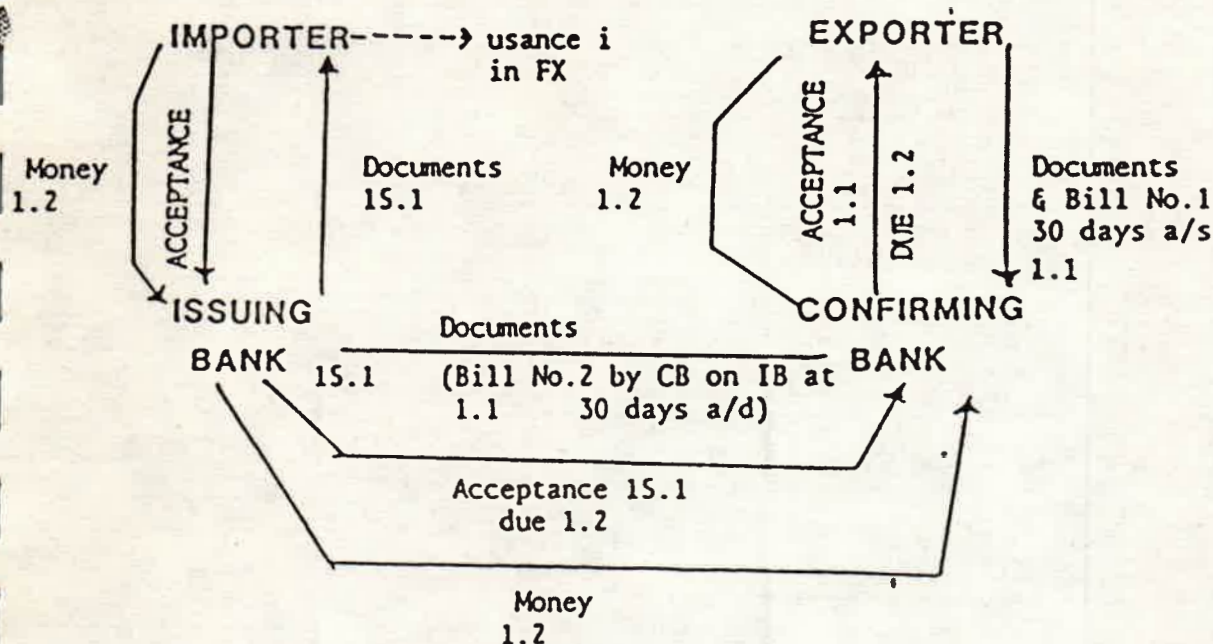 IMPORTER
usance i
in FX
EXPORTER
Money
1.2
ACCEPTANCE
Documents
15.1
Money
1.2
ACCEPTANCE
1.1
DUE 1.2
Documents
& Bill No.1
30 days a/s
1.1
ISSUING
BANK
CONFIRMING
BANK
Documents
15.1 (Bill No.2 by CB on IB at
1.1 30 days a/d)
Acceptance 15.1
due 1.2
Money
1.2